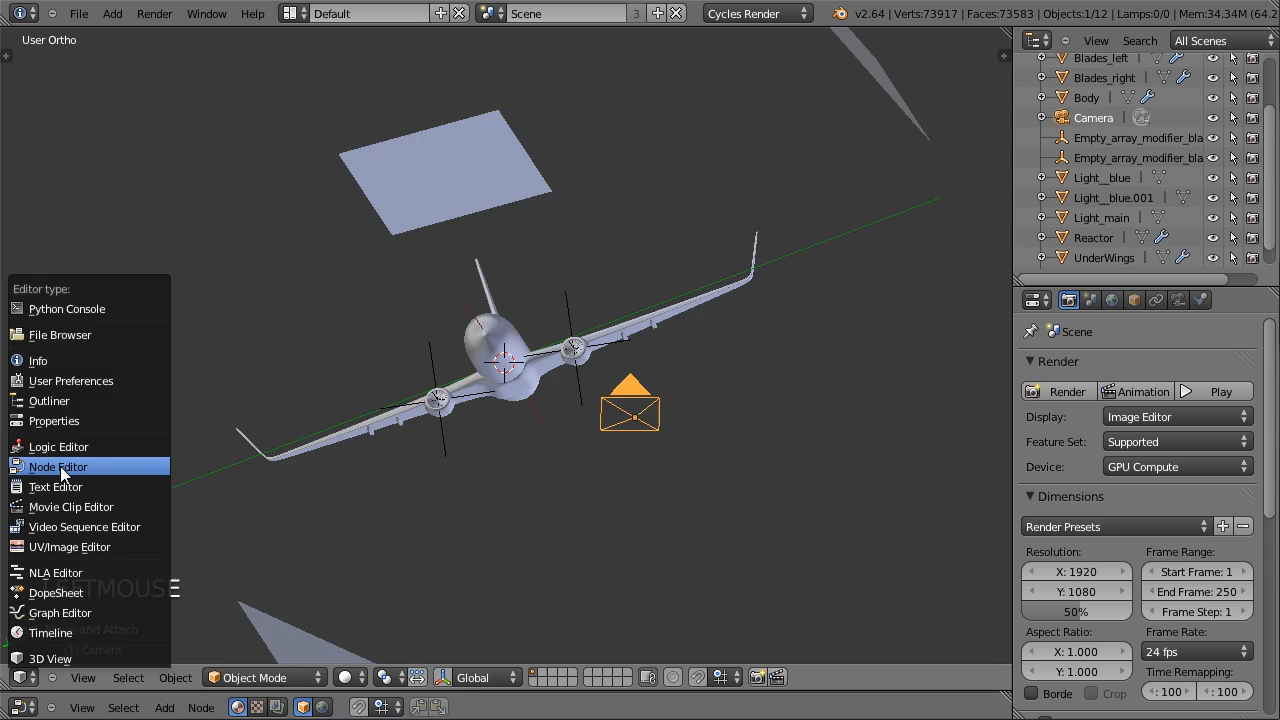 File Add Render Window Help Default Scene 3 Cycles Render v2.64 | Verts:73917 | Faces:73583 | Objects:1/12 | Lamps:0/0 | Mem:34.34M (64.2
User Ortho
View Search All Scenes
Blades_left
Blades_right
Body
Camera
Empty_array_modifier_bla
Empty_array_modifier_bla
Light__blue
Light__blue.001
Light_main
Reactor
UnderWings
Editor type:
Python Console
File Browser
Info
User Preferences
Outliner
Properties
Logic Editor
Node Editor
Text Editor
Movie Clip Editor
Video Sequence Editor
UV/Image Editor
NLA Editor
DopeSheet
Graph Editor
Timeline
3D View
(1) Camera
Scene
Render
Render Animation Play
Display: Image Editor
Feature Set: Supported
Device: GPU Compute
Dimensions
Render Presets
Resolution: Frame Range:
X: 1920 Start Frame: 1
Y: 1080 End Frame: 250
50% Frame Step: 1
Aspect Ratio: Frame Rate:
X: 1.000 24 fps
Y: 1.000 Time Remapping:
Borde Crop : 100 : 100
View Select Object Object Mode Global
View Select Add Node